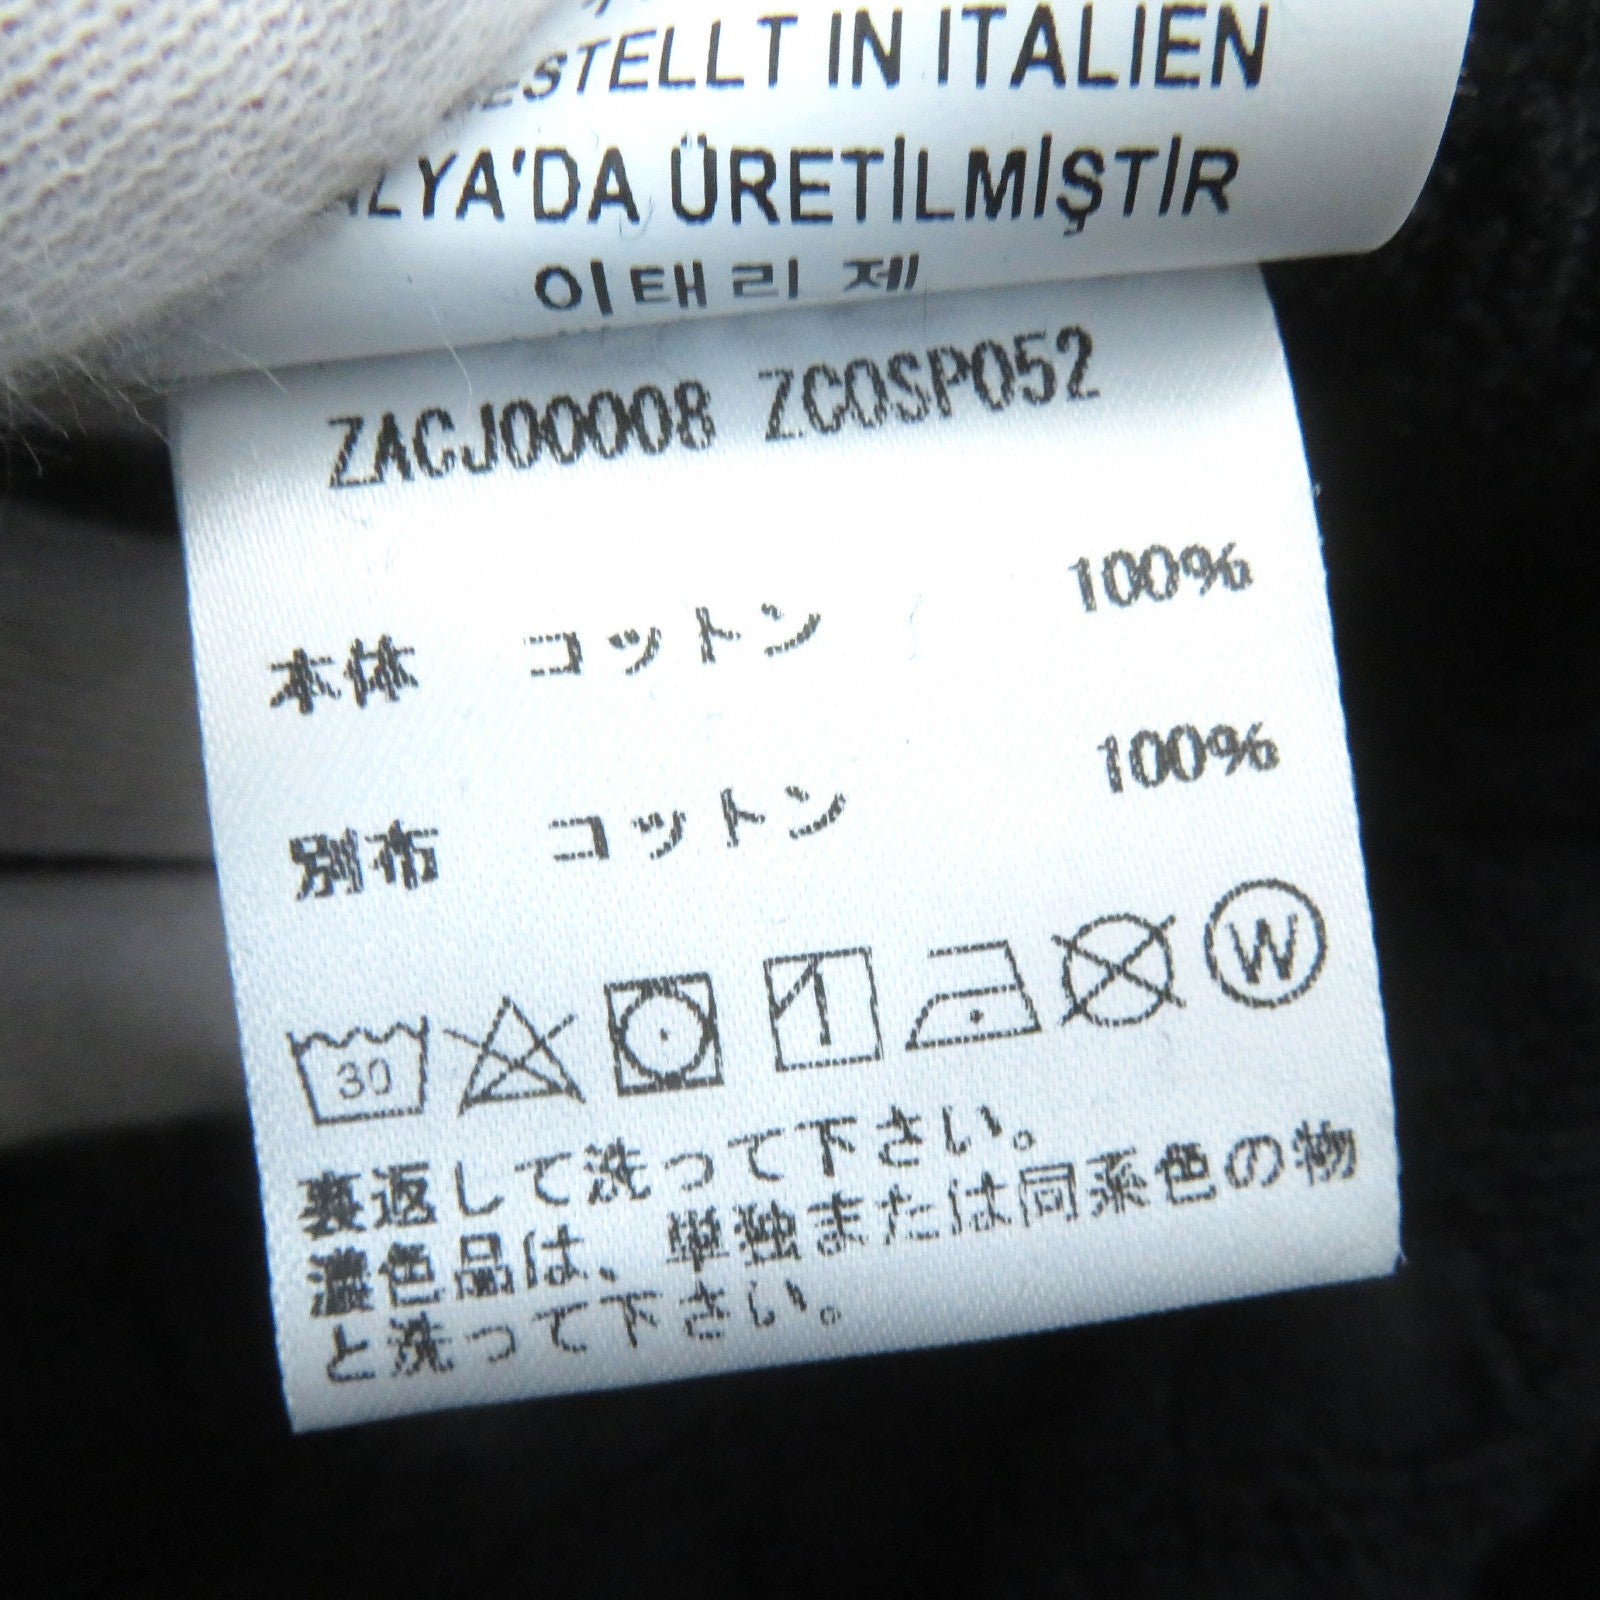 IN ITALIEN
ÜRETİLMİŞTİR
이태리 제
ZACJ00008 ZCOSP052
本体 コットン 100%
別布 コットン 100%
30 W
裏返して洗って下さい。
濃色品は、単独または同系色の物
と洗って下さい。